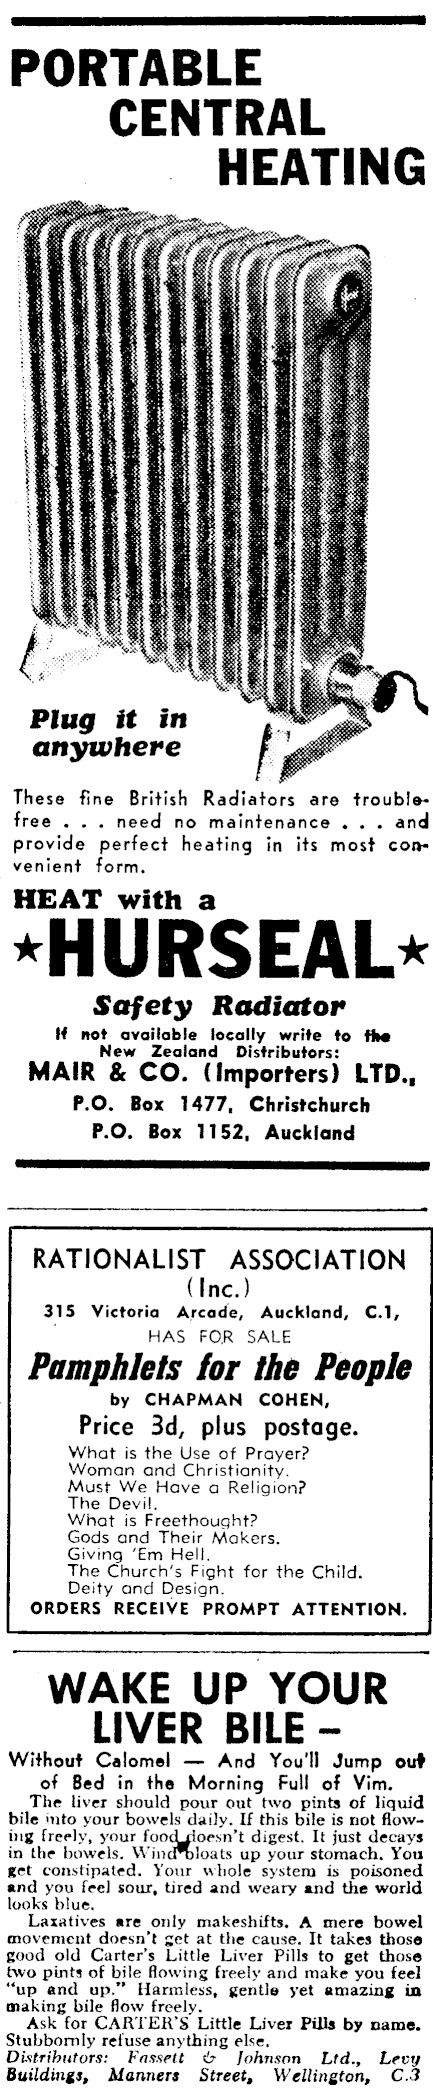 PORTABLE
CENTRAL
HEATING
Plug it in
anywhere
These fine British Radiators are trouble-
free . . . need no maintenance . . . and
provide perfect heating in its most con-
venient form.
HEAT with a
★HURSEAL★
Safety Radiator
If not available locally write to the
New Zealand Distributors:
MAIR & CO. (Importers) LTD.,
P.O. Box 1477, Christchurch
P.O. Box 1152, Auckland
RATIONALIST ASSOCIATION
(Inc.)
315 Victoria Arcade, Auckland, C.1,
HAS FOR SALE
Pamphlets for the People
by CHAPMAN COHEN,
Price 3d, plus postage.
What is the Use of Prayer?
Woman and Christianity.
Must We Have a Religion?
The Devil.
What is Freethought?
Gods and Their Makers.
Giving 'Em Hell.
The Church's Fight for the Child.
Deity and Design.
ORDERS RECEIVE PROMPT ATTENTION.
WAKE UP YOUR
LIVER BILE —
Without Calomel — And You'll Jump out
of Bed in the Morning Full of Vim.
The liver should pour out two pints of liquid
bile into your bowels daily. If this bile is not flow-
ing freely, your food doesn't digest. It just decays
in the bowels. Wind bloats up your stomach. You
get constipated. Your whole system is poisoned
and you feel sour, tired and weary and the world
looks blue.
Laxatives are only makeshifts. A mere bowel
movement doesn't get at the cause. It takes those
good old Carter's Little Liver Pills to get those
two pints of bile flowing freely and make you feel
"up and up." Harmless, gentle yet amazing in
making bile flow freely.
Ask for CARTER'S Little Liver Pills by name.
Stubbornly refuse anything else.
Distributors: Fassett & Johnson Ltd., Levy
Buildings, Manners Street, Wellington, C.3